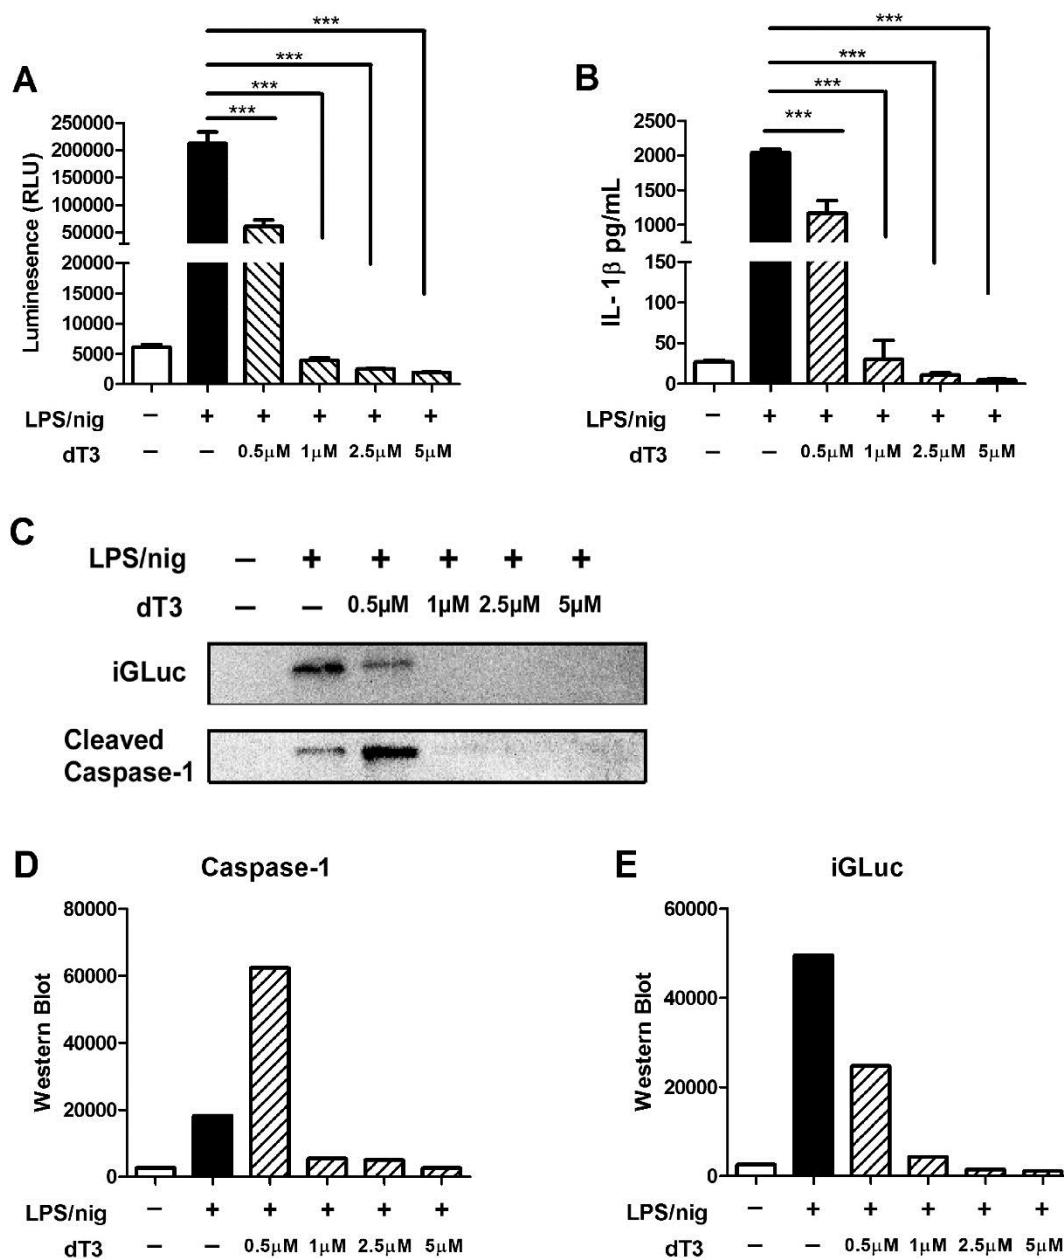 A
***
***
***
***
Luminesence (RLU)
250000
200000
150000
100000
50000
20000
15000
10000
5000
0
LPS/nig – + + + + +
dT3 – – 0.5μM 1μM 2.5μM 5μM
B
***
***
***
***
IL- 1β pg/mL
2500
2000
1500
1000
150
100
50
0
LPS/nig – + + + + +
dT3 – – 0.5μM 1μM 2.5μM 5μM
C
LPS/nig – + + + + +
dT3 – – 0.5μM 1μM 2.5μM 5μM
iGLuc
Cleaved
Caspase-1
D
Caspase-1
Western Blot
80000
60000
40000
20000
0
LPS/nig – + + + + +
dT3 – – 0.5μM 1μM 2.5μM 5μM
E
iGLuc
Western Blot
60000
40000
20000
0
LPS/nig – + + + + +
dT3 – – 0.5μM 1μM 2.5μM 5μM